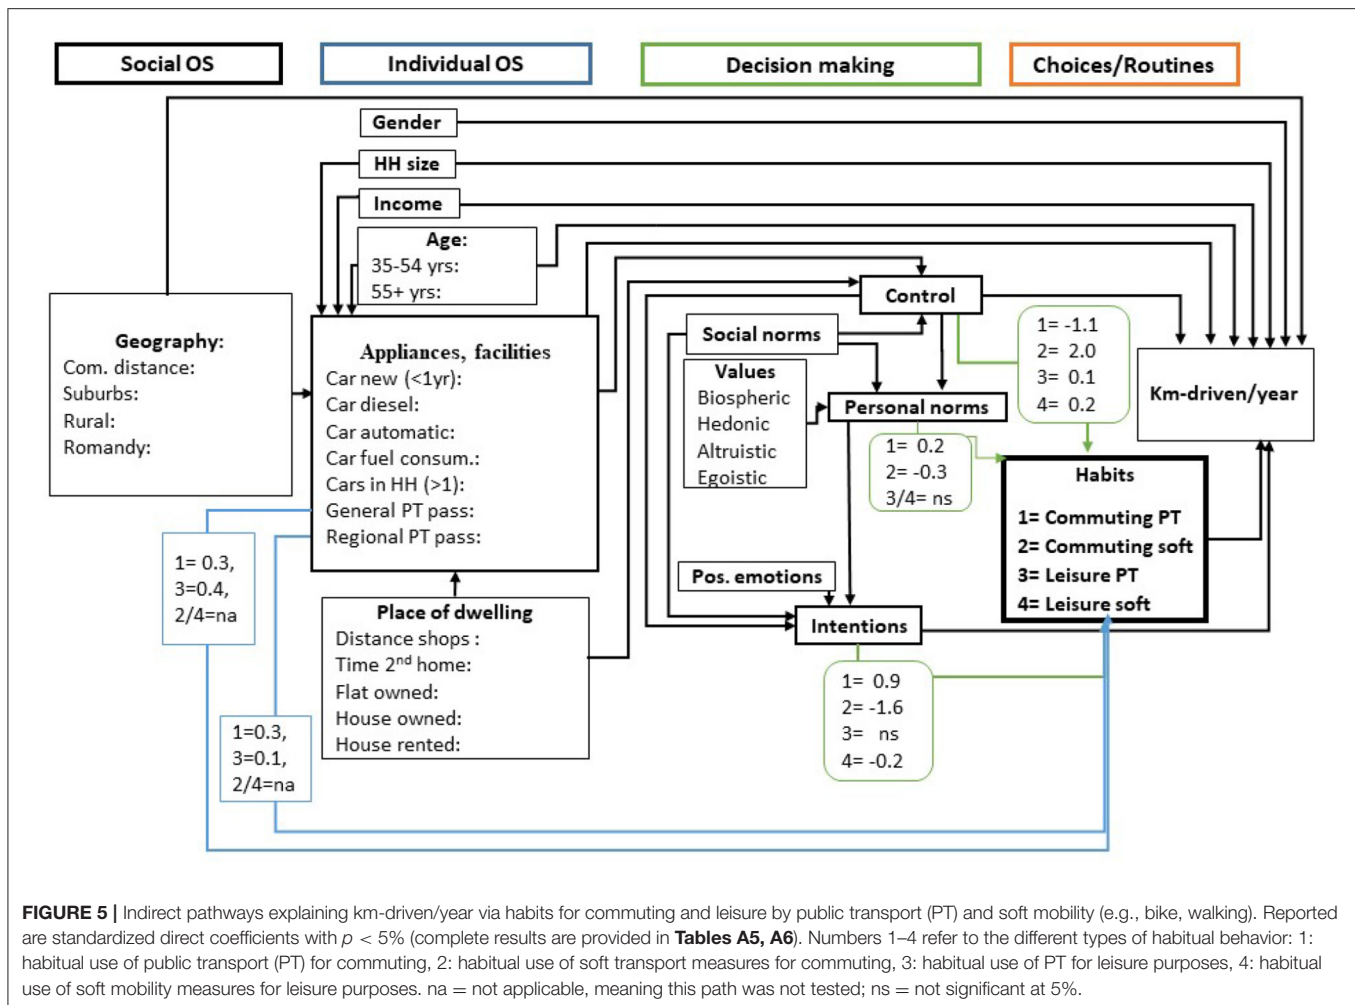 Social OS
Individual OS
Decision making
Choices/Routines
Gender
HH size
Income
Age:
35-54 yrs:
55+ yrs:
Geography:
Com. distance:
Suburbs:
Rural:
Romandy:
Appliances, facilities
Car new (<1yr):
Car diesel:
Car automatic:
Car fuel consum.:
Cars in HH (>1):
General PT pass:
Regional PT pass:
Place of dwelling
Distance shops :
Time 2nd home:
Flat owned:
House owned:
House rented:
1= 0.3,
3=0.4,
2/4=na
1=0.3,
3=0.1,
2/4=na
Control
Social norms
Values
Biospheric
Hedonic
Altruistic
Egoistic
Personal norms
1= 0.2
2= -0.3
3/4= ns
Pos. emotions
Intentions
1= 0.9
2= -1.6
3= ns
4= -0.2
1= -1.1
2= 2.0
3= 0.1
4= 0.2
Km-driven/year
Habits
1= Commuting PT
2= Commuting soft
3= Leisure PT
4= Leisure soft
FIGURE 5 | Indirect pathways explaining km-driven/year via habits for commuting and leisure by public transport (PT) and soft mobility (e.g., bike, walking). Reported
are standardized direct coefficients with p < 5% (complete results are provided in Tables A5, A6). Numbers 1–4 refer to the different types of habitual behavior: 1:
habitual use of public transport (PT) for commuting, 2: habitual use of soft transport measures for commuting, 3: habitual use of PT for leisure purposes, 4: habitual
use of soft mobility measures for leisure purposes. na = not applicable, meaning this path was not tested; ns = not significant at 5%.